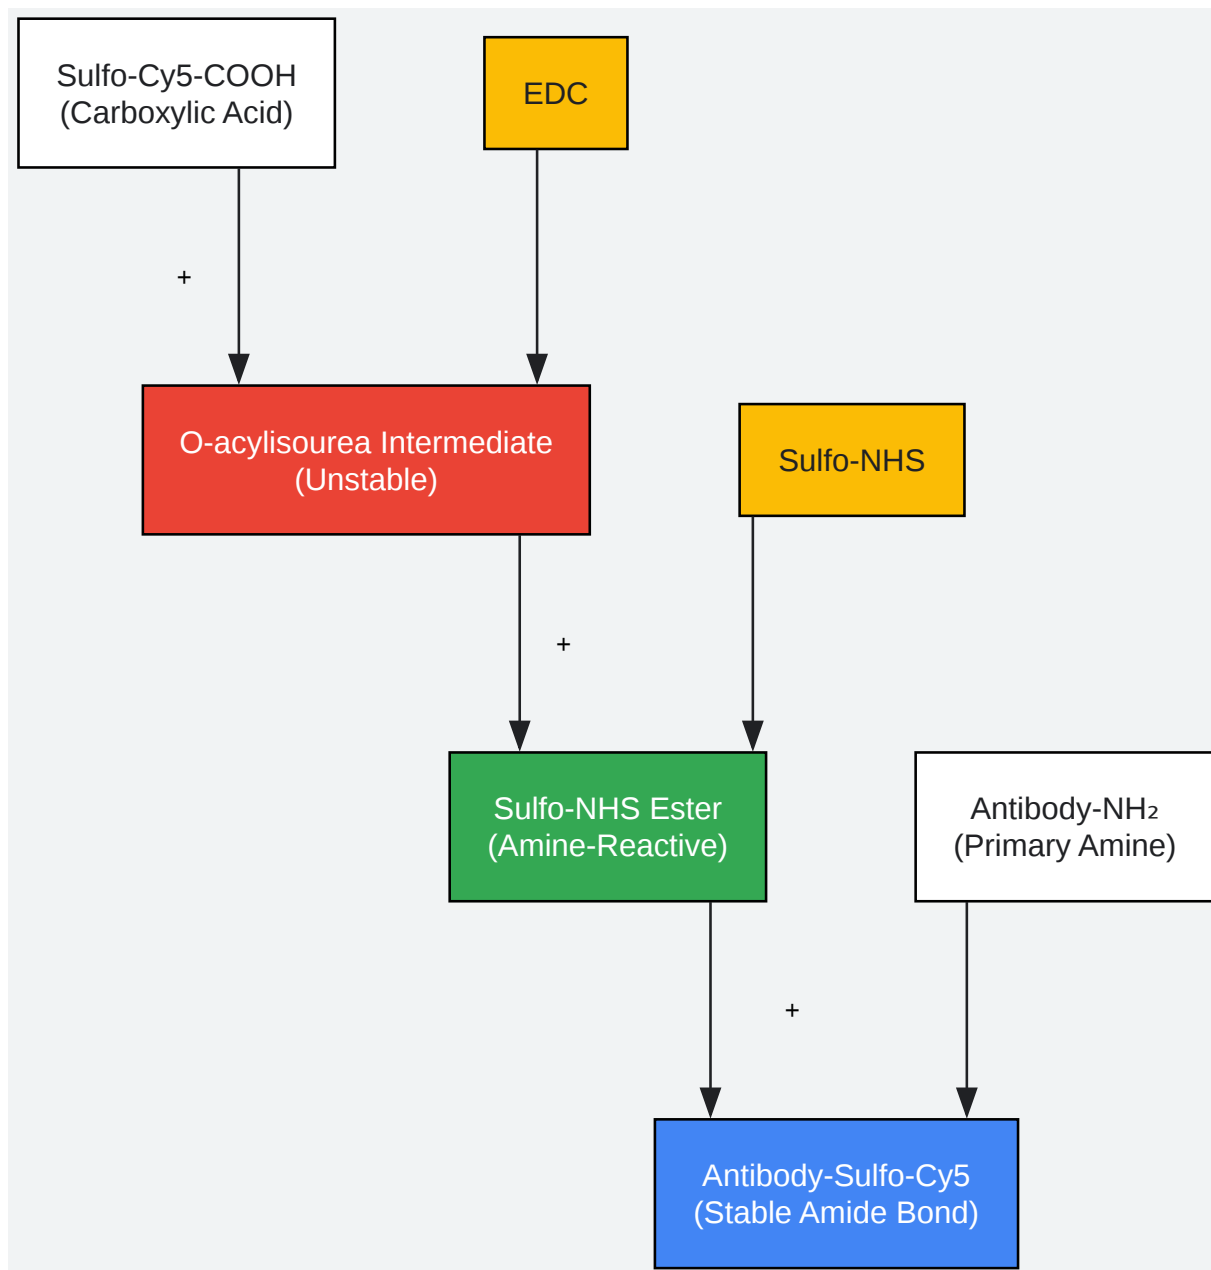 Sulfo-Cy5-COOH
(Carboxylic Acid)
EDC
+
O-acylisourea Intermediate
(Unstable)
Sulfo-NHS
+
Sulfo-NHS Ester
(Amine-Reactive)
Antibody-NH₂
(Primary Amine)
+
Antibody-Sulfo-Cy5
(Stable Amide Bond)